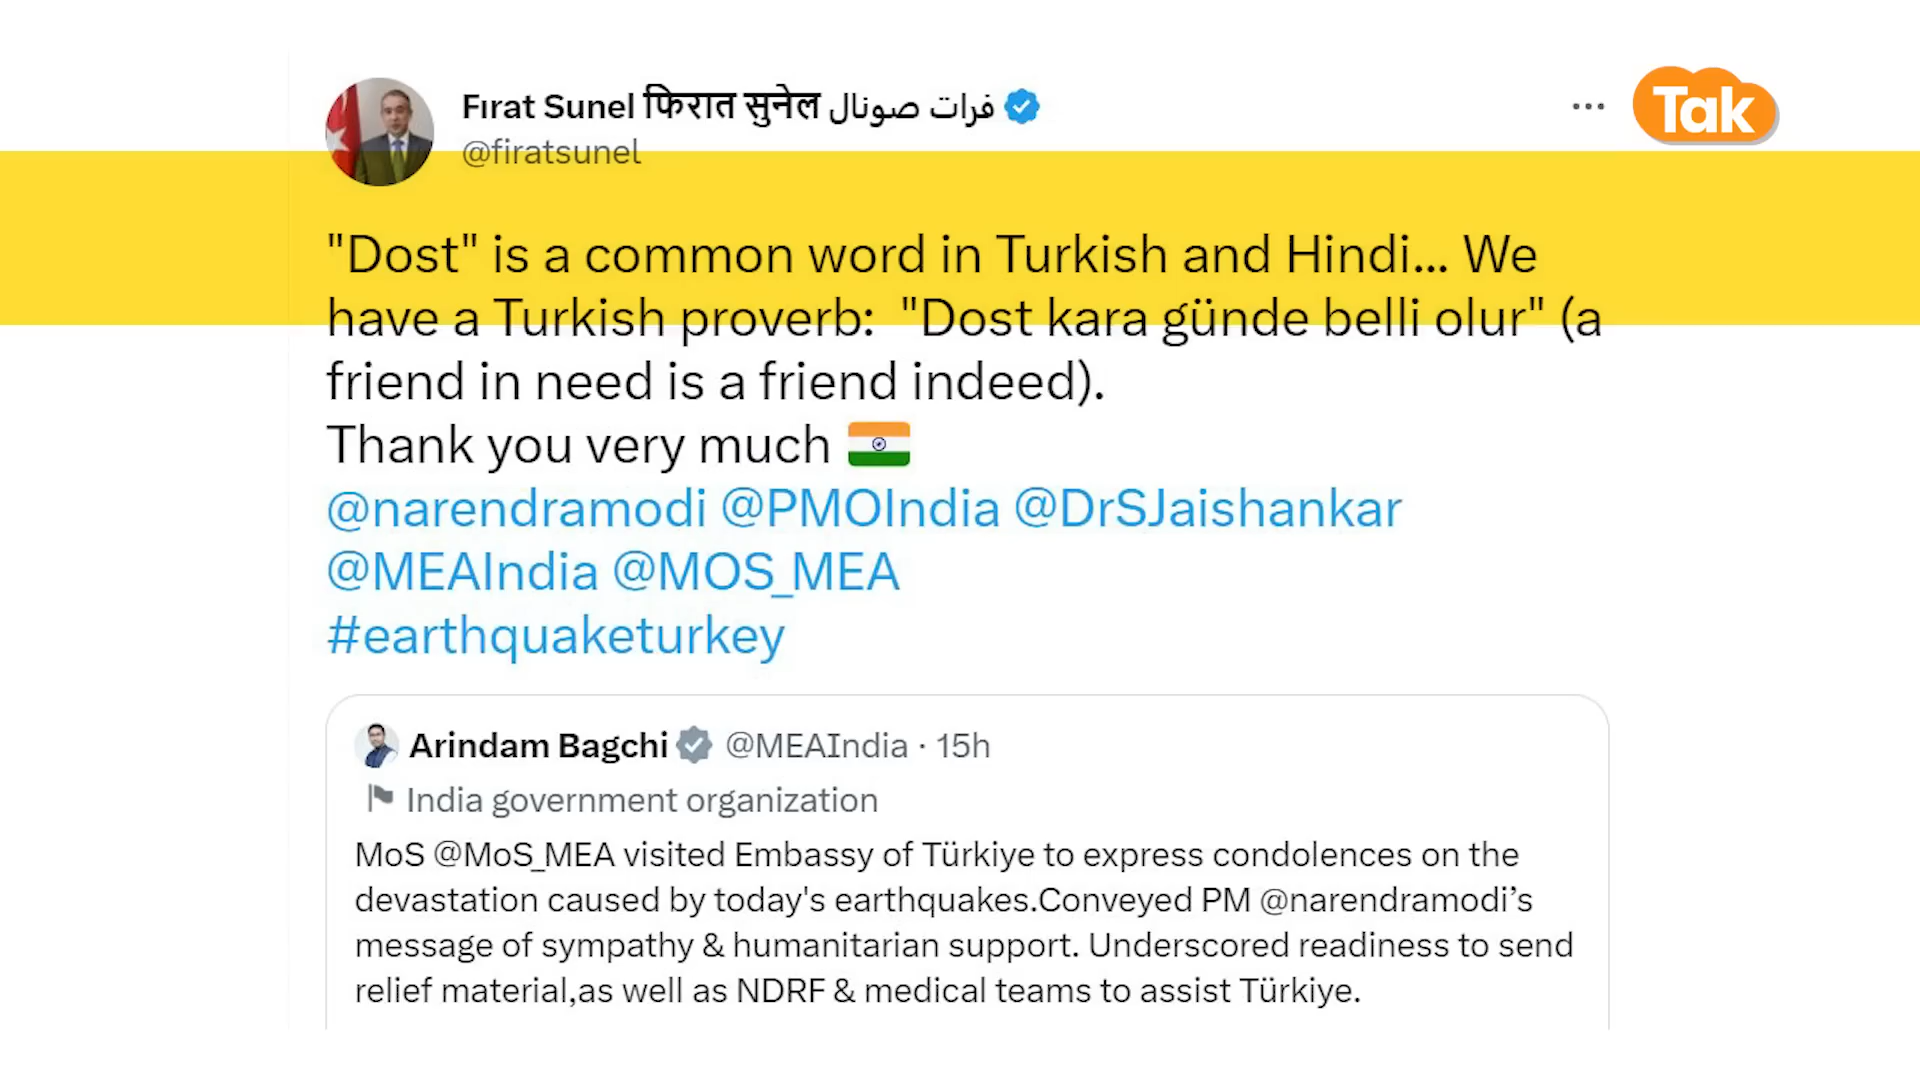 Fırat Sunel फिरात सुनेल فرات صونال
Tak
@firatsunel
"Dost" is a common word in Turkish and Hindi... We
have a Turkish proverb:  "Dost kara günde belli olur" (a
friend in need is a friend indeed).
Thank you very much 🇮🇳
@narendramodi @PMOIndia @DrSJaishankar
@MEAIndia @MOS_MEA
#earthquaketurkey
Arindam Bagchi @MEAIndia · 15h
India government organization
MoS @MoS_MEA visited Embassy of Türkiye to express condolences on the
devastation caused by today's earthquakes.Conveyed PM @narendramodi’s
message of sympathy & humanitarian support. Underscored readiness to send
relief material,as well as NDRF & medical teams to assist Türkiye.